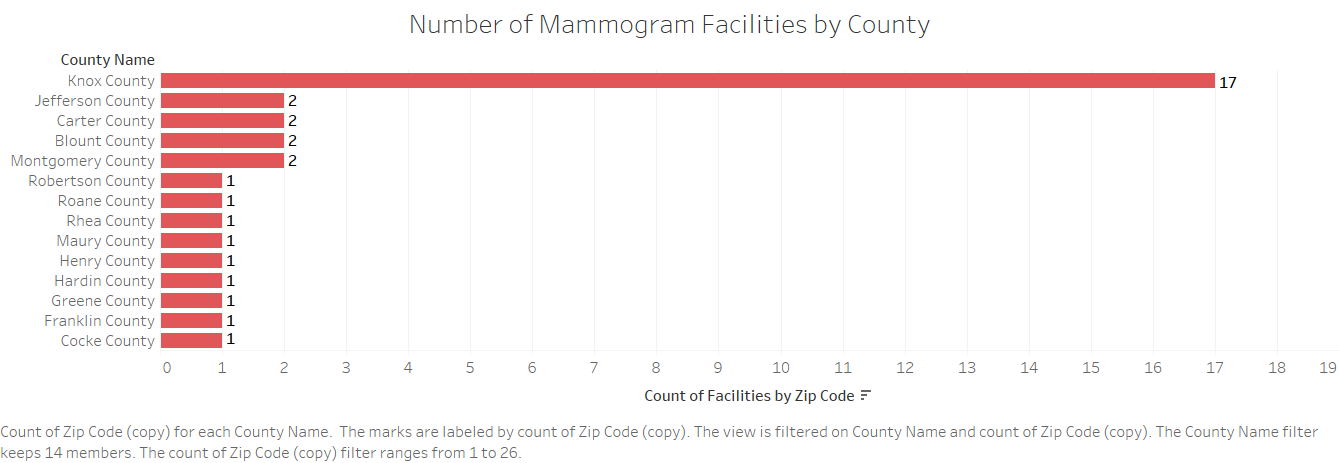 Number of Mammogram Facilities by County
County Name
Knox County 17
Jefferson County 2
Carter County 2
Blount County 2
Montgomery County 2
Robertson County 1
Roane County 1
Rhea County 1
Maury County 1
Henry County 1
Hardin County 1
Greene County 1
Franklin County 1
Cocke County 1
0 1 2 3 4 5 6 7 8 9 10 11 12 13 14 15 16 17 18 19
Count of Facilities by Zip Code
Count of Zip Code (copy) for each County Name. The marks are labeled by count of Zip Code (copy). The view is filtered on County Name and count of Zip Code (copy). The County Name filter
keeps 14 members. The count of Zip Code (copy) filter ranges from 1 to 26.